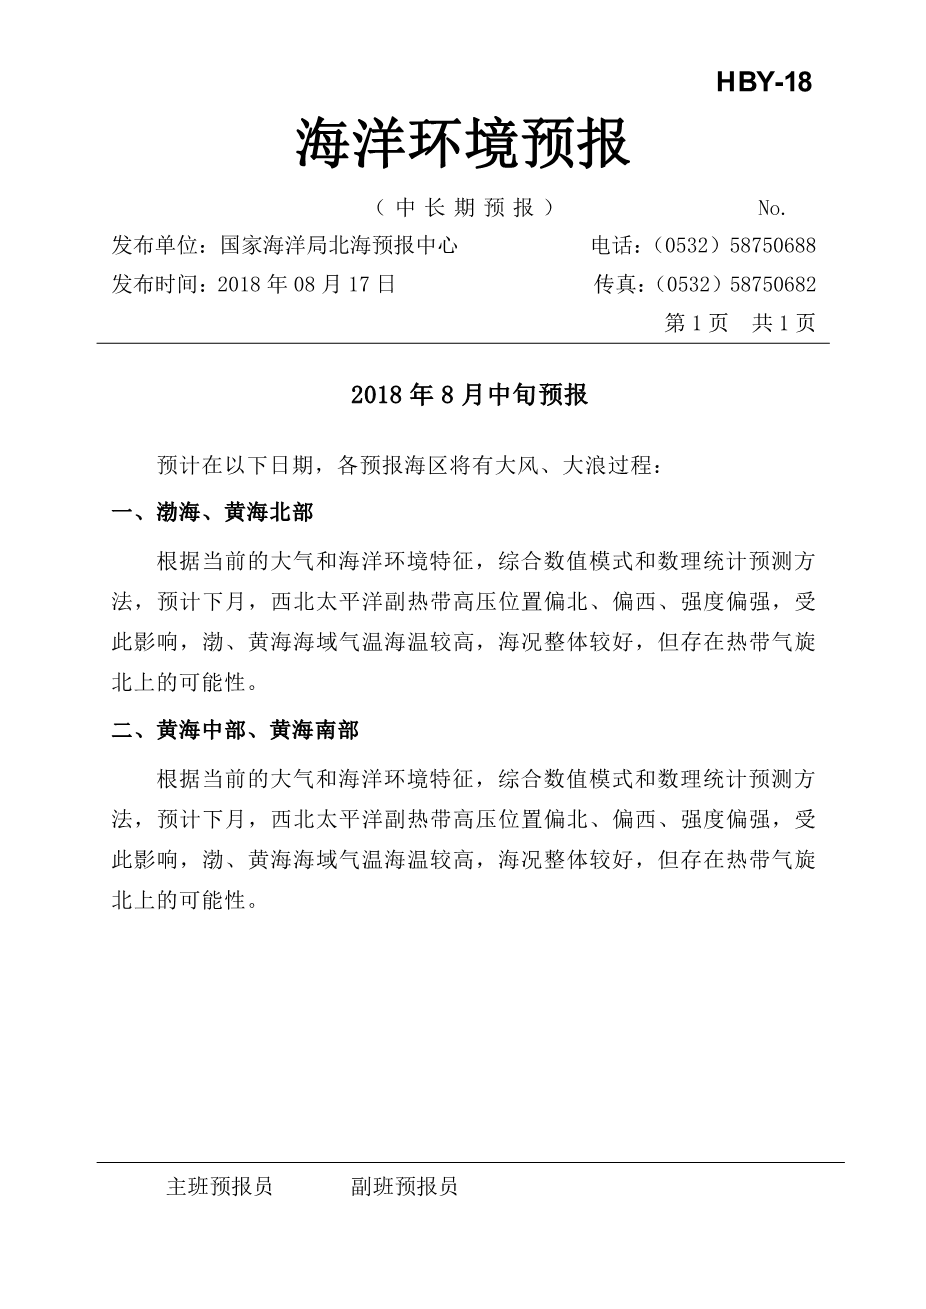 HBY-18
海洋环境预报
（中长期预报） No.
发布单位：国家海洋局北海预报中心 电话：（0532）58750688
发布时间：2018 年 08 月 17 日 传真：（0532）58750682
第 1 页 共 1 页
2018 年 8 月中旬预报
预计在以下日期，各预报海区将有大风、大浪过程：
一、渤海、黄海北部
根据当前的大气和海洋环境特征，综合数值模式和数理统计预测方
法，预计下月，西北太平洋副热带高压位置偏北、偏西、强度偏强，受
此影响，渤、黄海海域气温海温较高，海况整体较好，但存在热带气旋
北上的可能性。
二、黄海中部、黄海南部
根据当前的大气和海洋环境特征，综合数值模式和数理统计预测方
法，预计下月，西北太平洋副热带高压位置偏北、偏西、强度偏强，受
此影响，渤、黄海海域气温海温较高，海况整体较好，但存在热带气旋
北上的可能性。
主班预报员 副班预报员